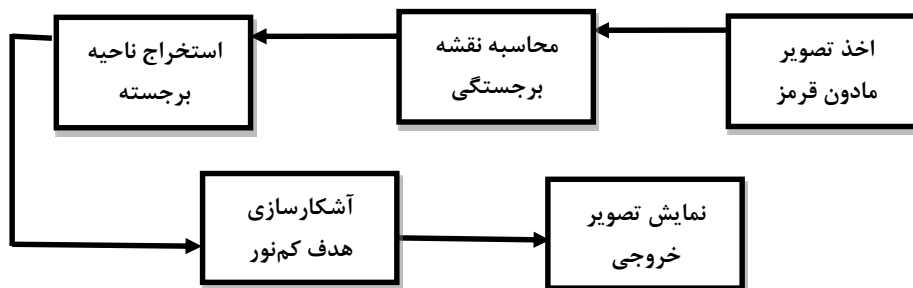 اخذ تصویر
مادون قرمز
محاسبه نقشه
برجستگی
استخراج ناحیه
برجسته
آشکارسازی
هدف کم‌نور
نمایش تصویر
خروجی